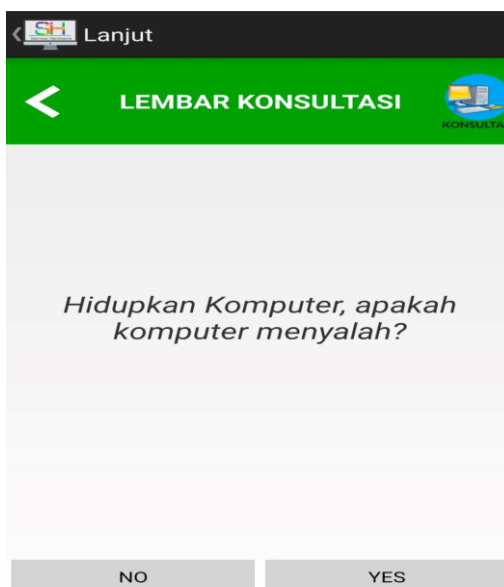 SH Lanjut
LEMBAR KONSULTASI
KONSULTA
Hidupkan Komputer, apakah
komputer menyalah?
NO YES